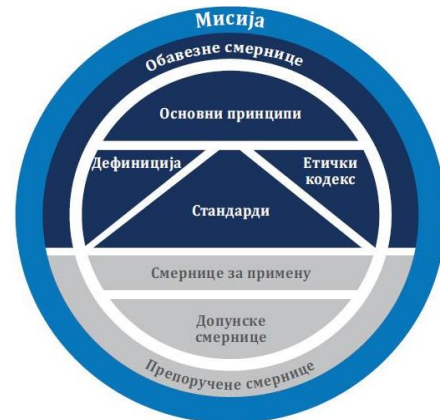 Мисија
Обавезне смернице
Основни принципи
Дефиниција
Етички
кодекс
Стандарди
Смернице за примену
Допунске
смернице
Препоручене смернице